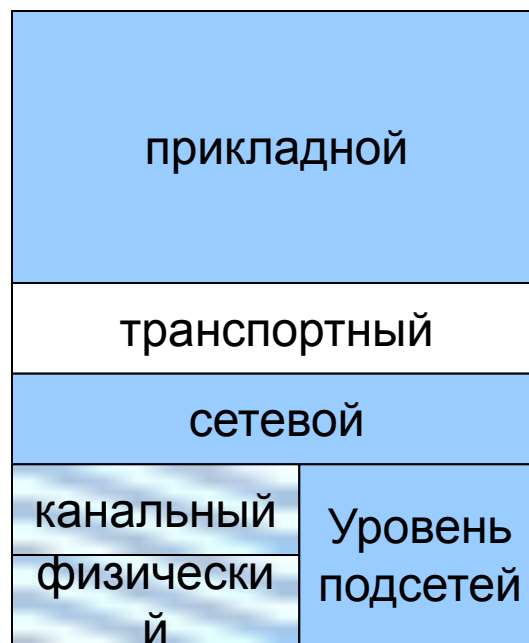 прикладной
транспортный
сетевой
канальный
физически
й
Уровень
подсетей